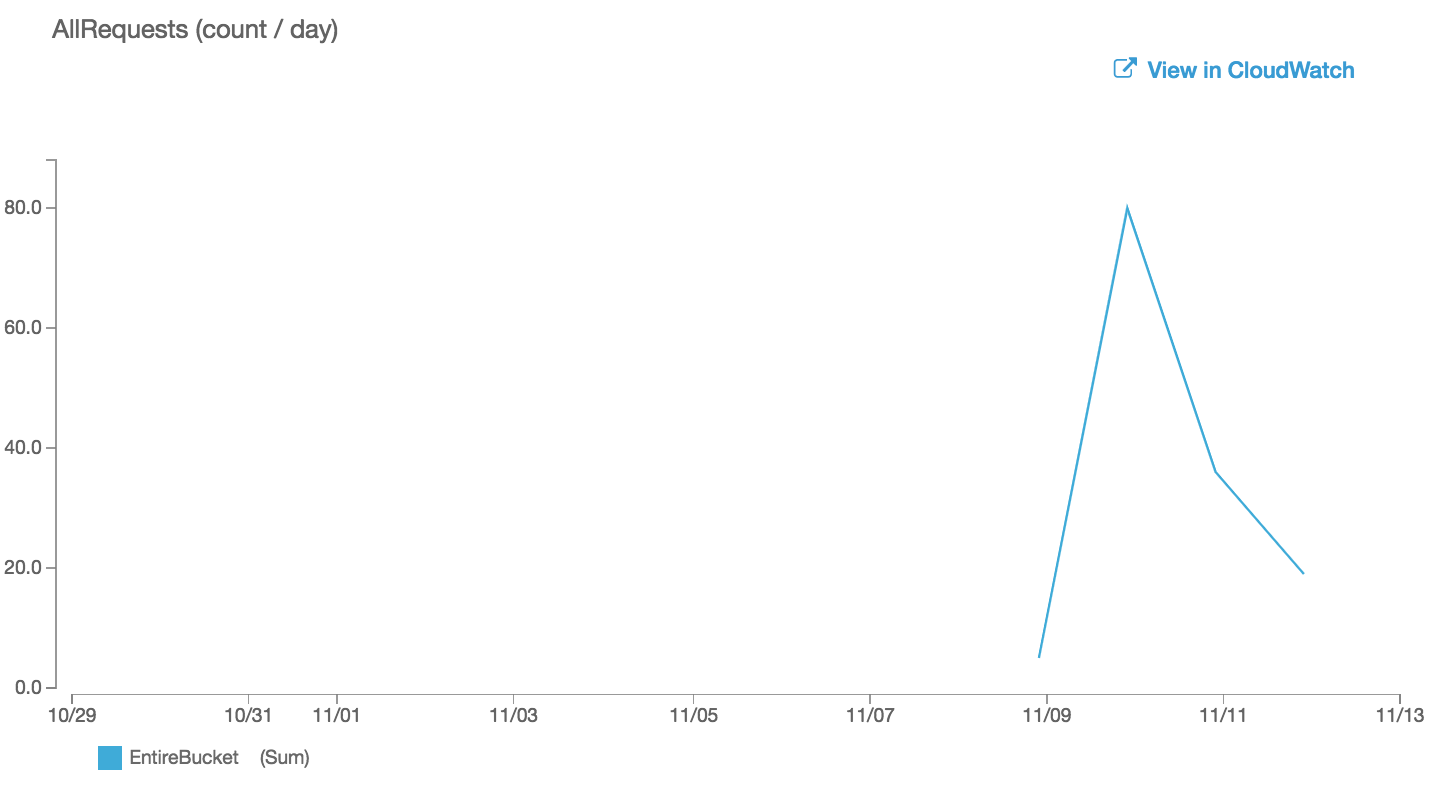 AllRequests (count / day)
View in CloudWatch
80.0
60.0
40.0
20.0
0.0
10/29 10/31 11/01 11/03 11/05 11/07 11/09 11/11 11/13
EntireBucket (Sum)